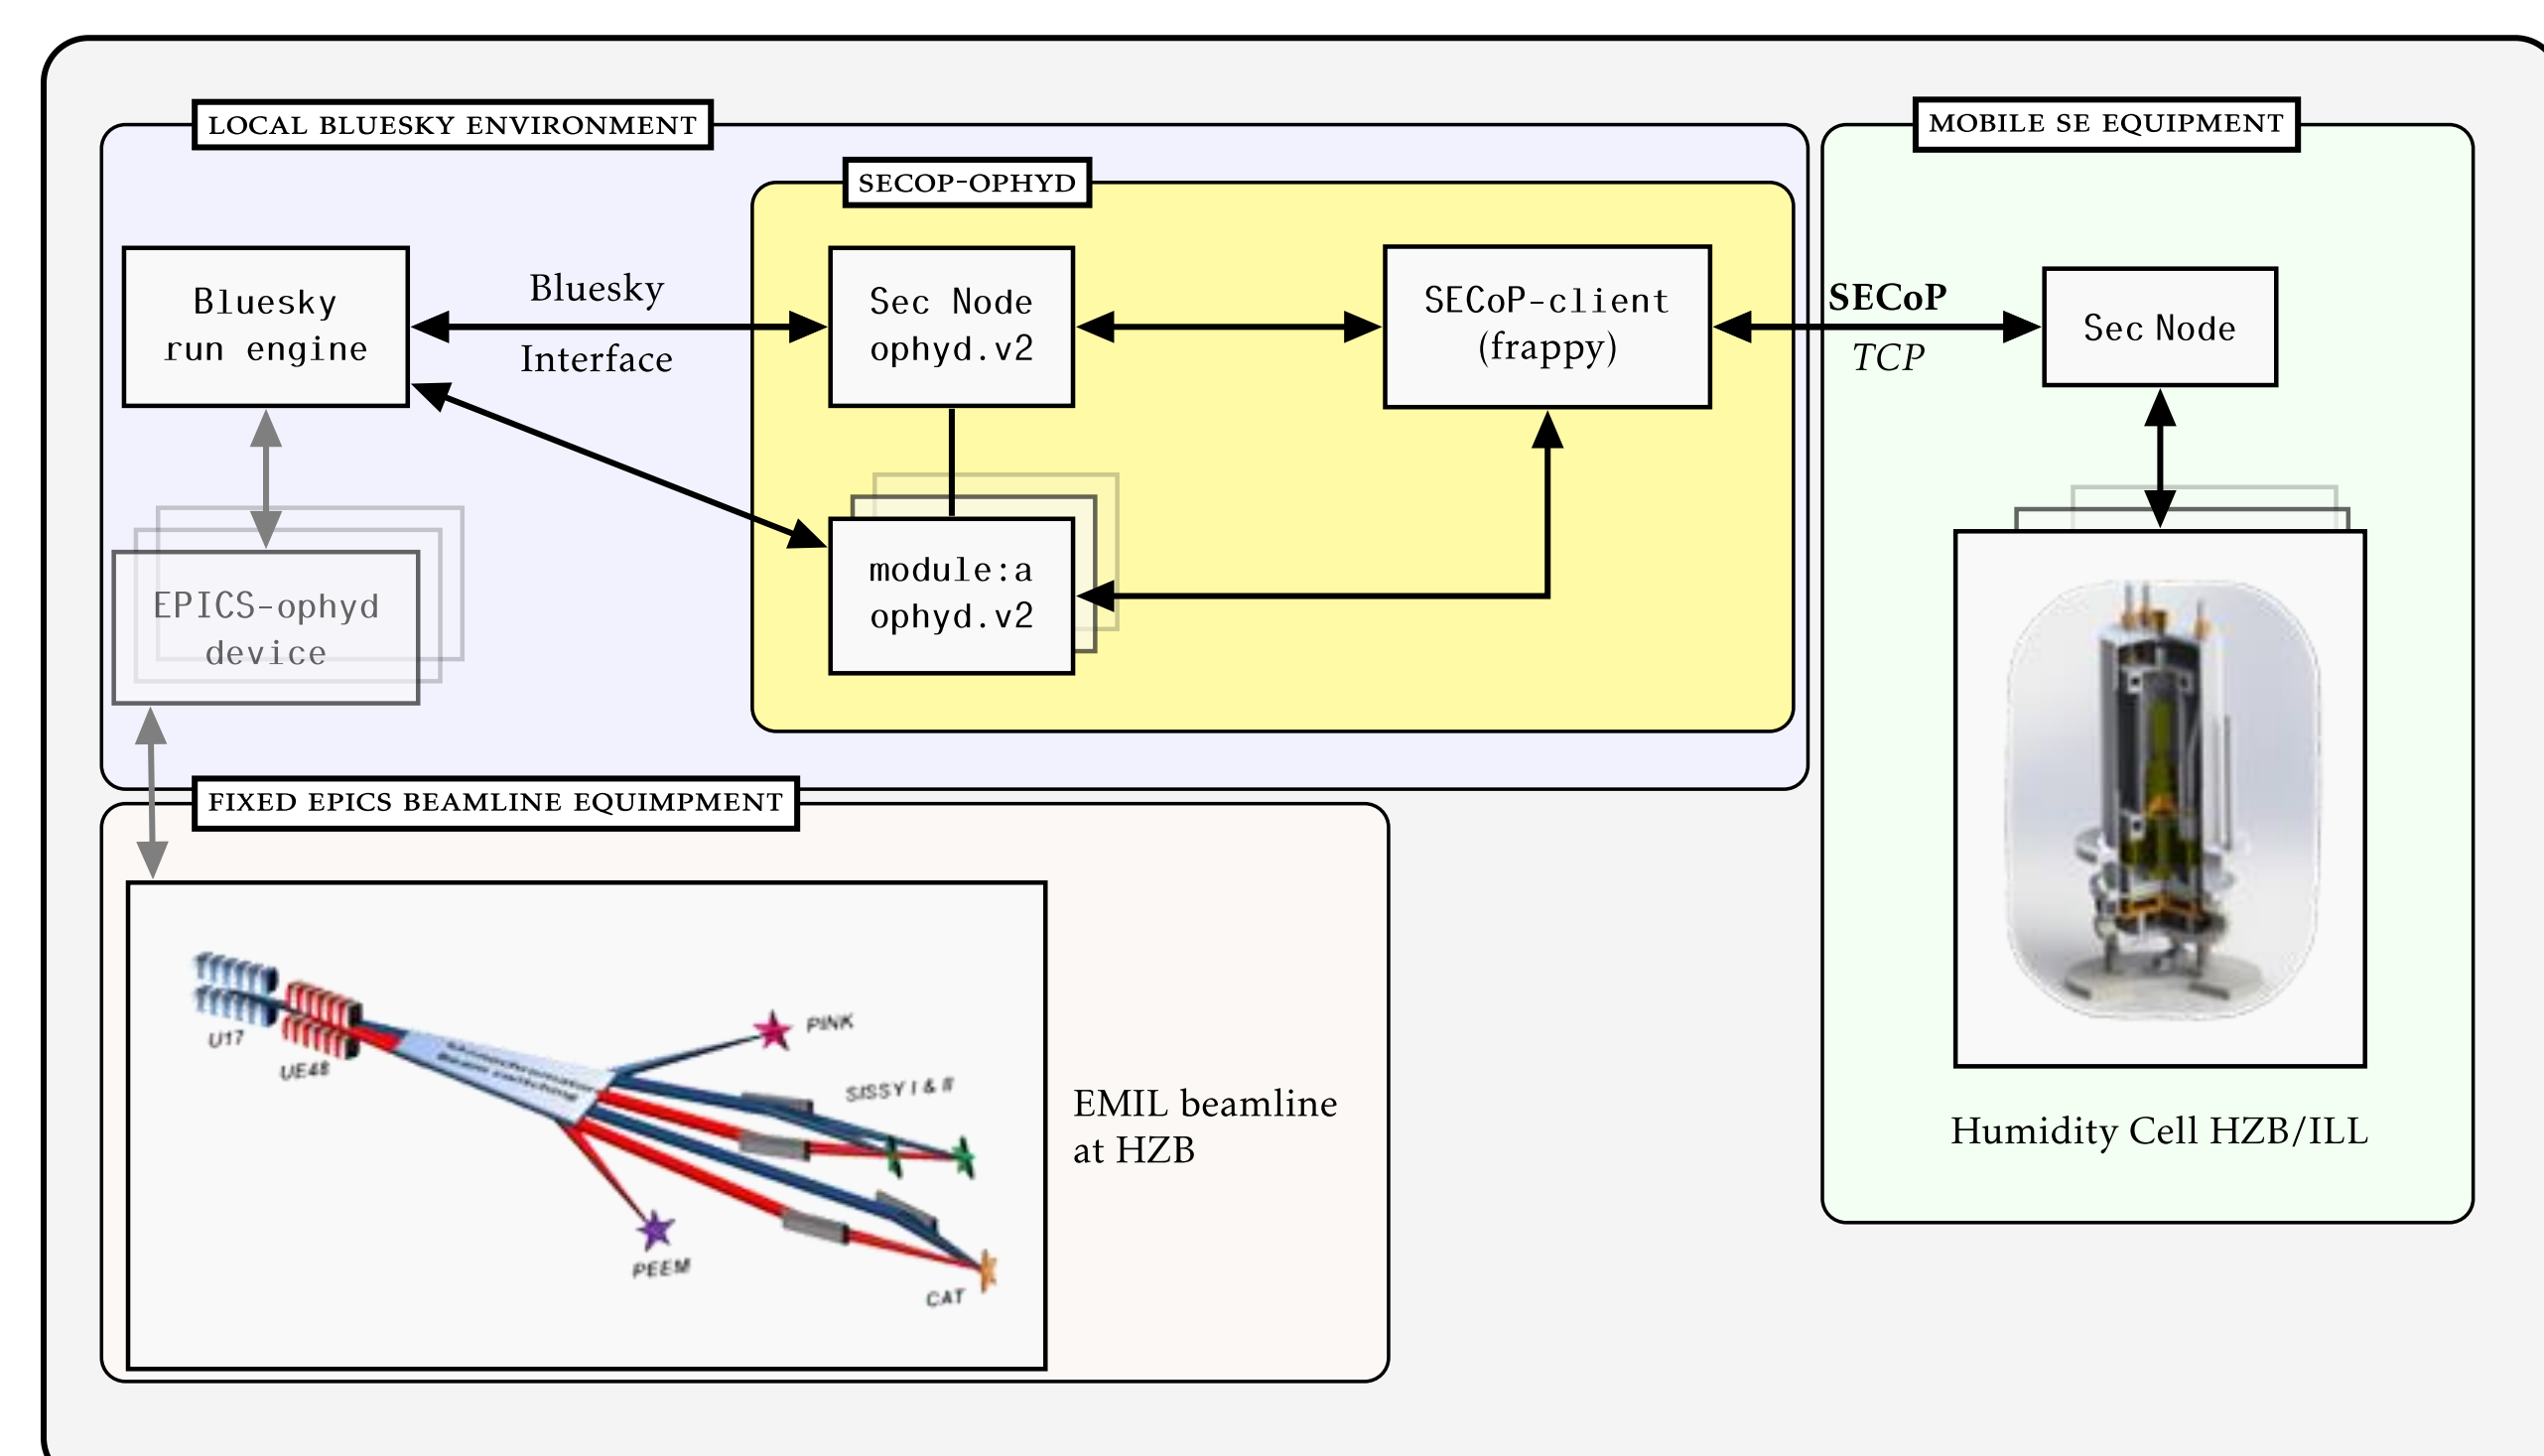 LOCAL BLUESKY ENVIRONMENT
MOBILE SE EQUIPMENT
SECOP-OPHYD
Bluesky
run engine
Bluesky
Interface
Sec Node
ophyd.v2
SECoP-client
(frappy)
SECoP
TCP
Sec Node
module:a
ophyd.v2
EPICS-ophyd
device
FIXED EPICS BEAMLINE EQUIMPMENT
U17
UE48
Beam switching
PINK
SISSY I & II
PEEM
CAT
EMIL beamline
at HZB
Humidity Cell HZB/ILL